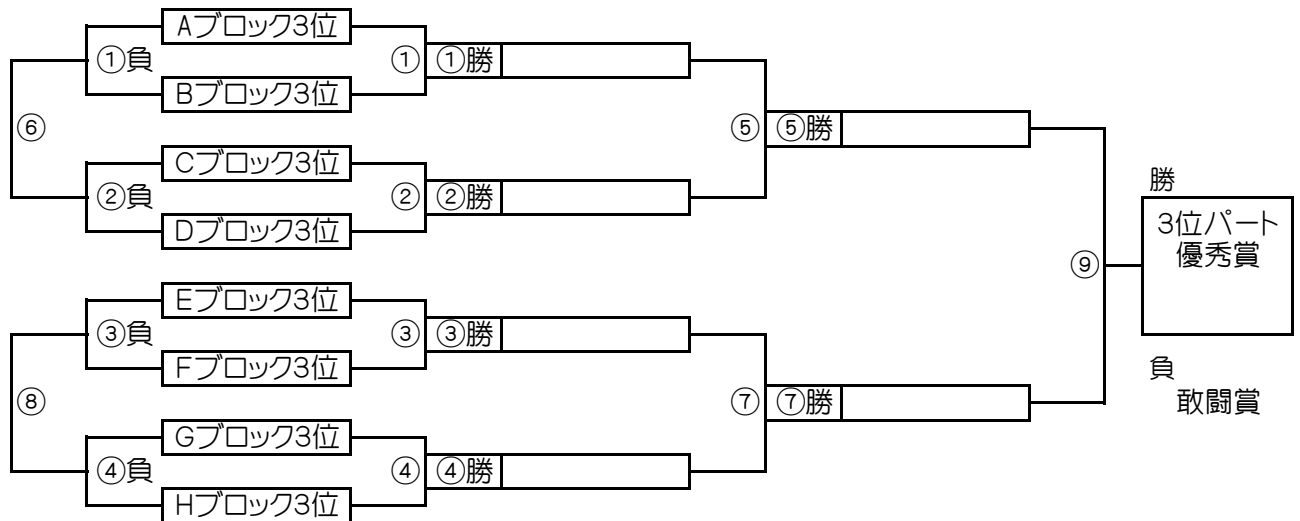 Aブロック3位
①負
①
①勝
Bブロック3位
⑥
⑤
⑤勝
Cブロック3位
②負
②
②勝
Dブロック3位
勝
3位パート
優秀賞
⑨
Eブロック3位
③負
③
③勝
Fブロック3位
負
敢闘賞
⑧
⑦
⑦勝
Gブロック3位
④負
④
④勝
Hブロック3位